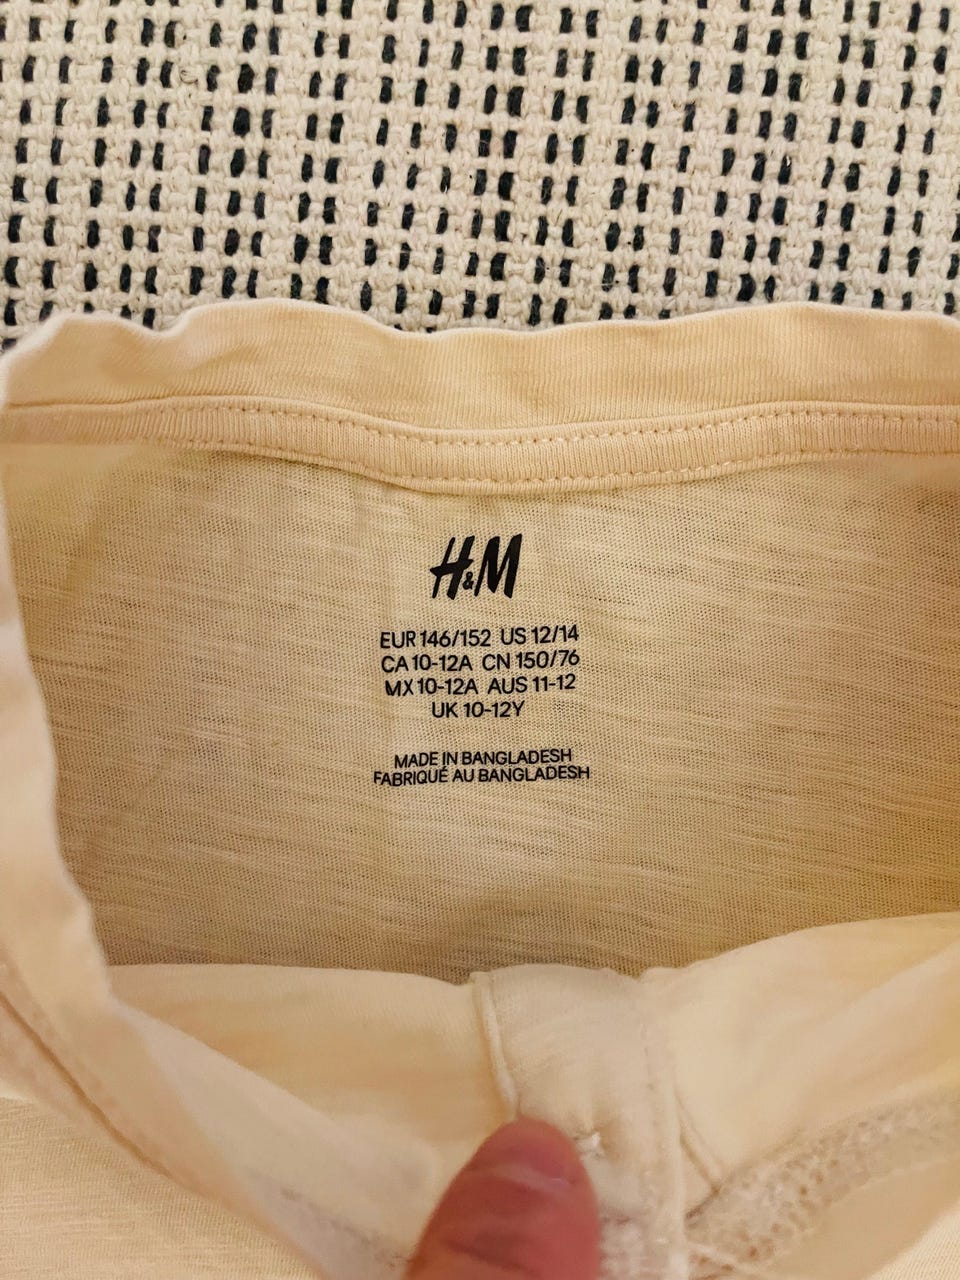 H&M
EUR 146/152 US 12/14
CA 10-12A CN 150/76
MX 10-12A AUS 11-12
UK 10-12Y
MADE IN BANGLADESH
FABRIQUÉ AU BANGLADESH